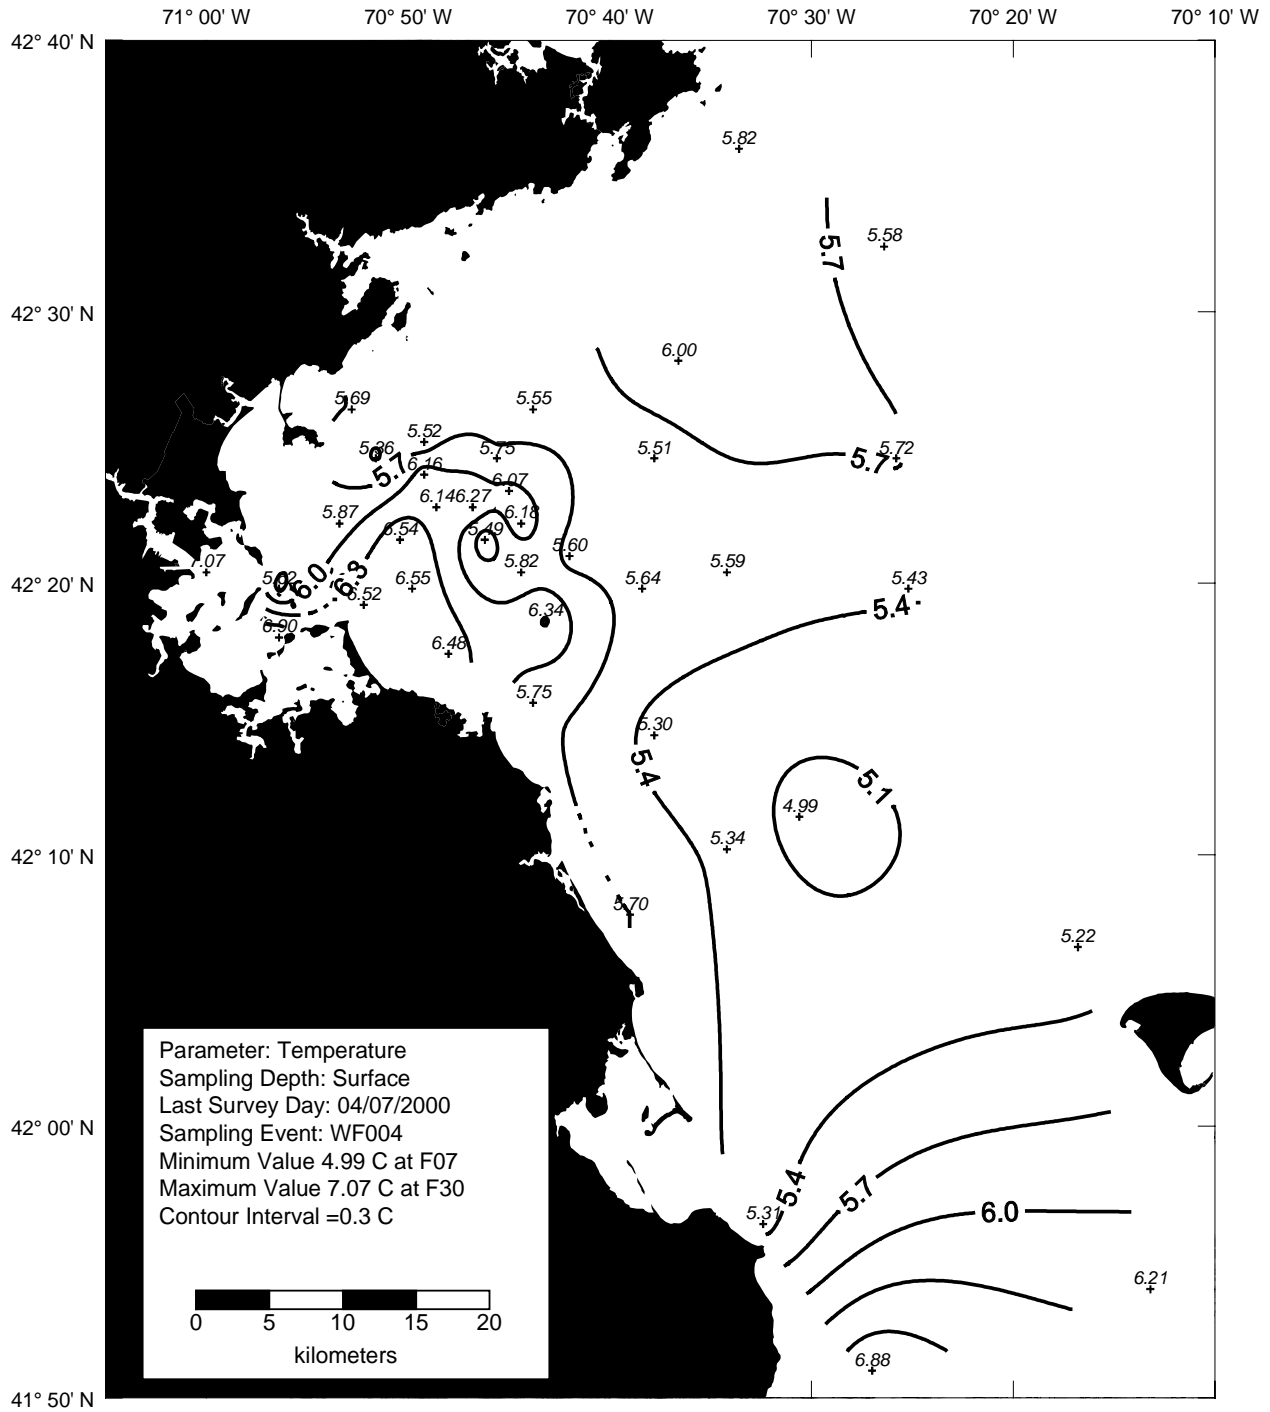 71° 00' W 70° 50' W 70° 40' W 70° 30' W 70° 20' W 70° 10' W
42° 40' N
5.82
5.58
5.7
42° 30' N
6.00
5.69
5.55
5.52
5.75
5.51
5.72
5.7
6.16
5.7
6.07
6.14 6.27
5.87
6.18
6.54
5.49
5.60
7.07
5.82
5.59
42° 20' N
6.0
6.3
6.55
5.64
5.43
6.52
5.4
6.34
6.90
6.48
5.75
5.30
5.4
5.1
4.99
5.34
42° 10' N
5.70
5.22
Parameter: Temperature
Sampling Depth: Surface
Last Survey Day: 04/07/2000
Sampling Event: WF004
Minimum Value 4.99 C at F07
Maximum Value 7.07 C at F30
Contour Interval =0.3 C
0 5 10 15 20
kilometers
42° 00' N
5.4
5.7
5.31
6.0
6.21
6.88
41° 50' N